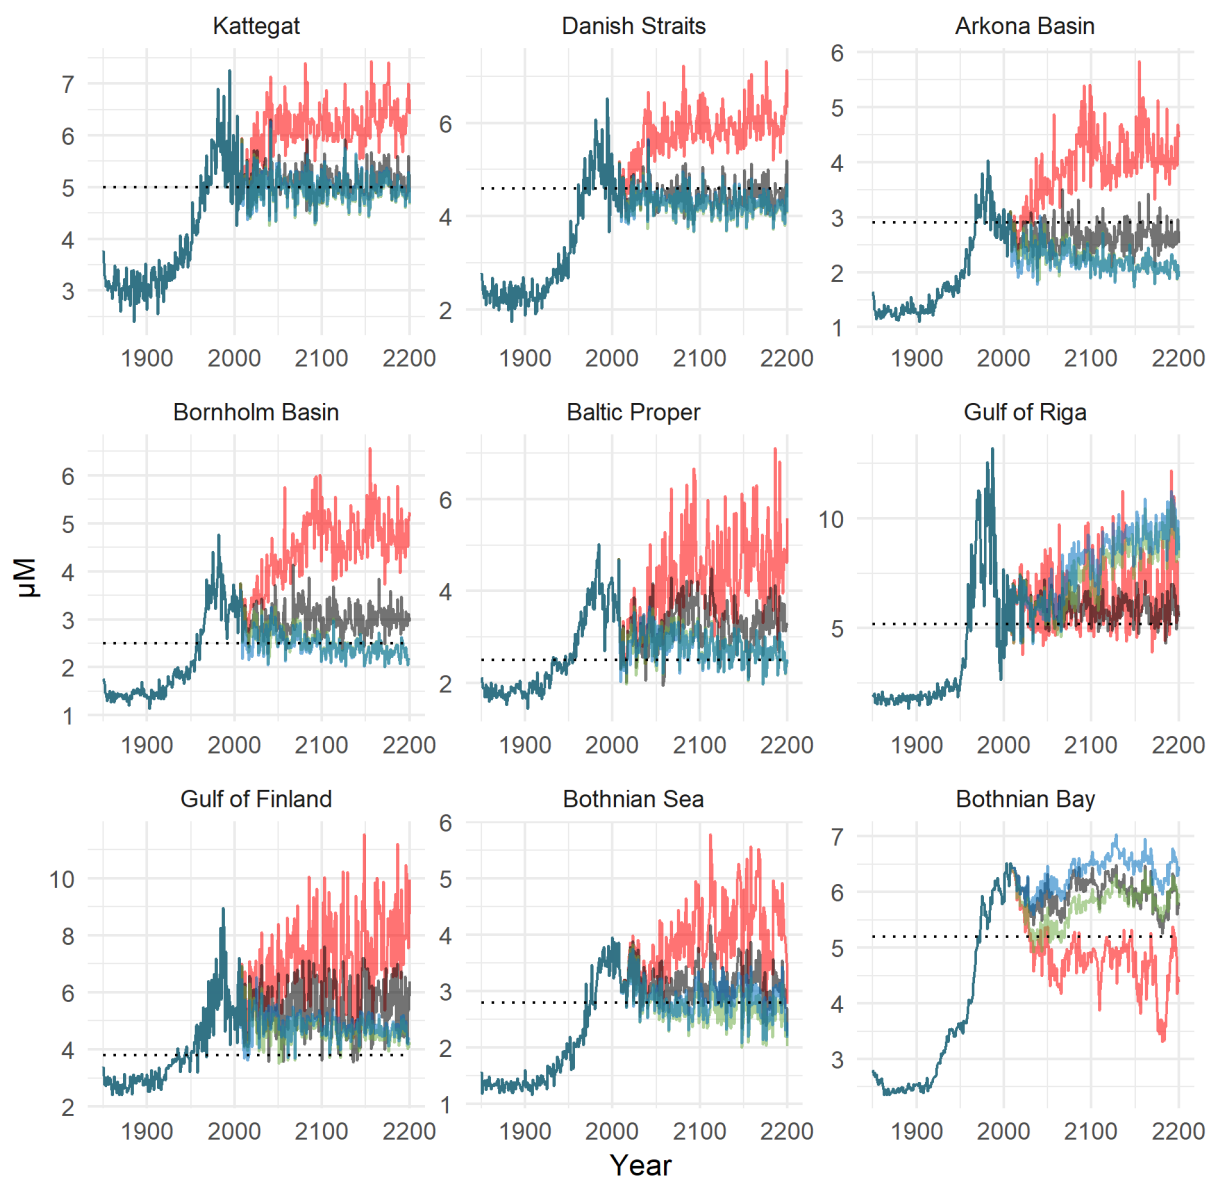 Kattegat
Danish Straits
Arkona Basin
7
6
5
4
3
6
4
2
6
5
4
3
2
1
1900 2000 2100 2200
1900 2000 2100 2200
1900 2000 2100 2200
Bornholm Basin
Baltic Proper
Gulf of Riga
6
5
4
3
2
1
6
4
2
10
5
1900 2000 2100 2200
1900 2000 2100 2200
1900 2000 2100 2200
µM
Gulf of Finland
Bothnian Sea
Bothnian Bay
10
8
6
4
2
6
5
4
3
2
1
7
6
5
4
3
1900 2000 2100 2200
1900 2000 2100 2200
1900 2000 2100 2200
Year